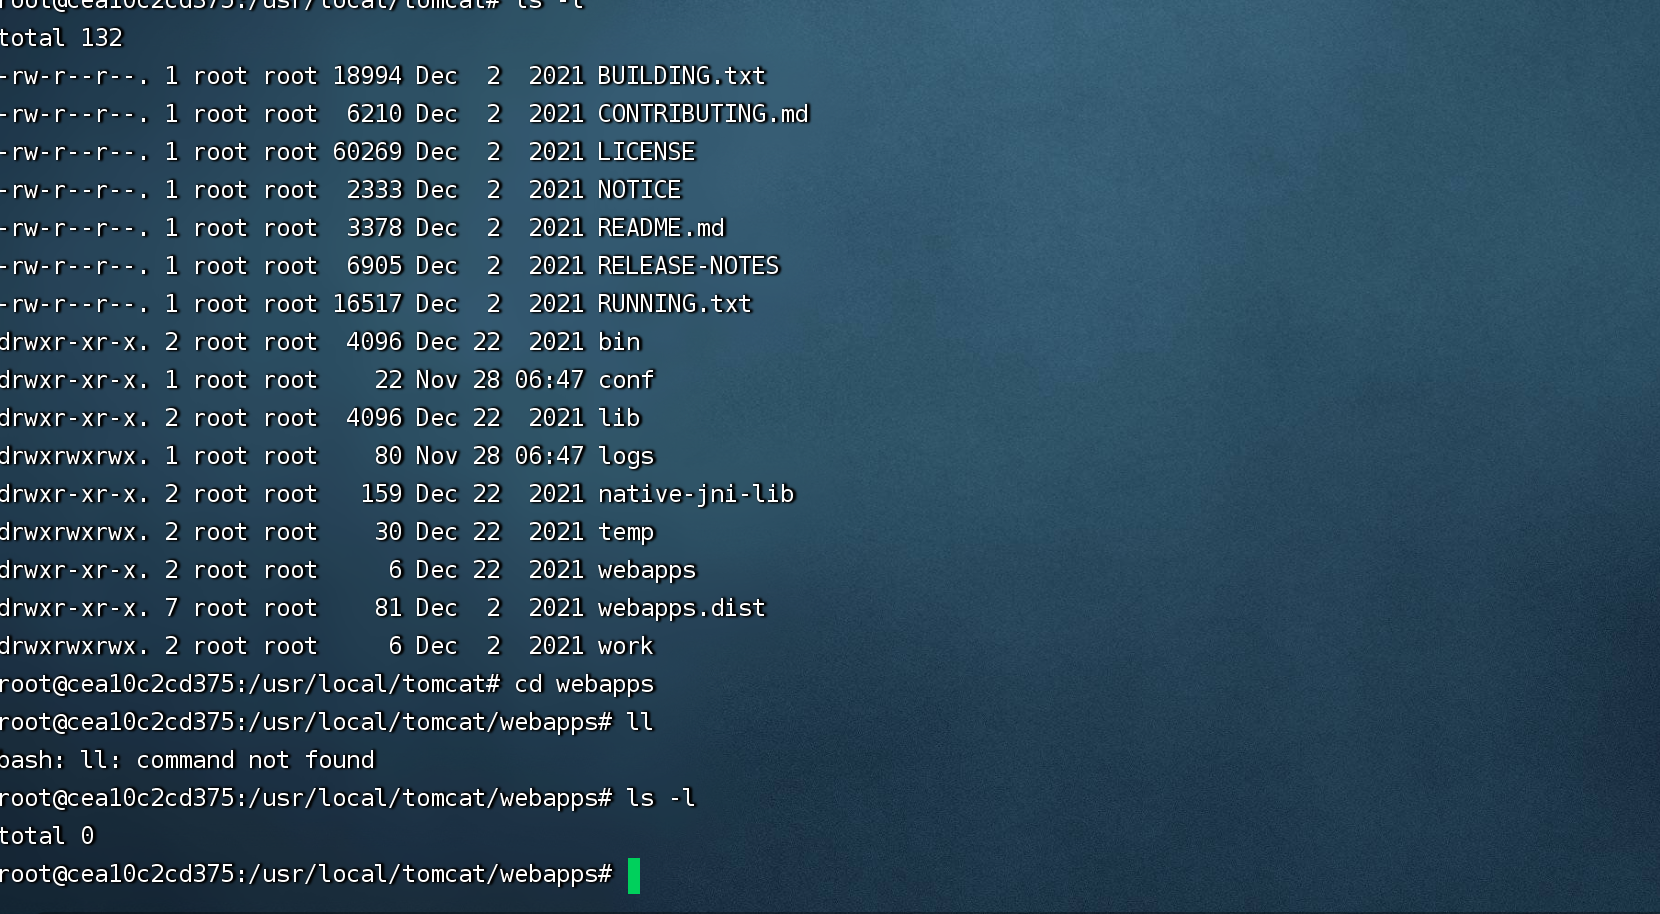 root@cea10c2cd375:/usr/local/tomcat# ls -l
total 132
-rw-r--r--. 1 root root 18994 Dec  2  2021 BUILDING.txt
-rw-r--r--. 1 root root  6210 Dec  2  2021 CONTRIBUTING.md
-rw-r--r--. 1 root root 60269 Dec  2  2021 LICENSE
-rw-r--r--. 1 root root  2333 Dec  2  2021 NOTICE
-rw-r--r--. 1 root root  3378 Dec  2  2021 README.md
-rw-r--r--. 1 root root  6905 Dec  2  2021 RELEASE-NOTES
-rw-r--r--. 1 root root 16517 Dec  2  2021 RUNNING.txt
drwxr-xr-x. 2 root root  4096 Dec 22  2021 bin
drwxr-xr-x. 1 root root    22 Nov 28 06:47 conf
drwxr-xr-x. 2 root root  4096 Dec 22  2021 lib
drwxrwxrwx. 1 root root    80 Nov 28 06:47 logs
drwxr-xr-x. 2 root root   159 Dec 22  2021 native-jni-lib
drwxrwxrwx. 2 root root    30 Dec 22  2021 temp
drwxr-xr-x. 2 root root     6 Dec 22  2021 webapps
drwxr-xr-x. 7 root root    81 Dec  2  2021 webapps.dist
drwxrwxrwx. 2 root root     6 Dec  2  2021 work
root@cea10c2cd375:/usr/local/tomcat# cd webapps
root@cea10c2cd375:/usr/local/tomcat/webapps# ll
bash: ll: command not found
root@cea10c2cd375:/usr/local/tomcat/webapps# ls -l
total 0
root@cea10c2cd375:/usr/local/tomcat/webapps#